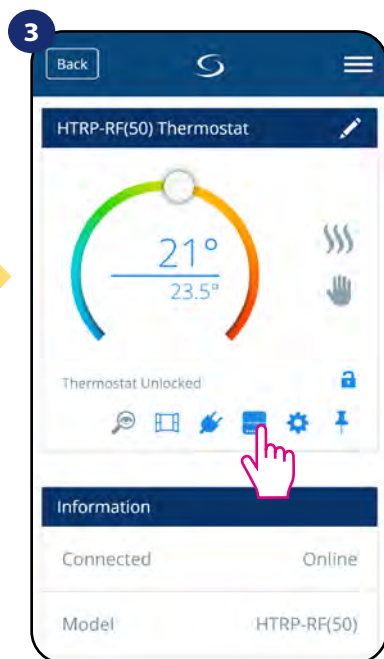 3
Back
HTRP-RF(50) Thermostat
21°
23.5°
Thermostat Unlocked
Information
Connected Online
Model HTRP-RF(50)